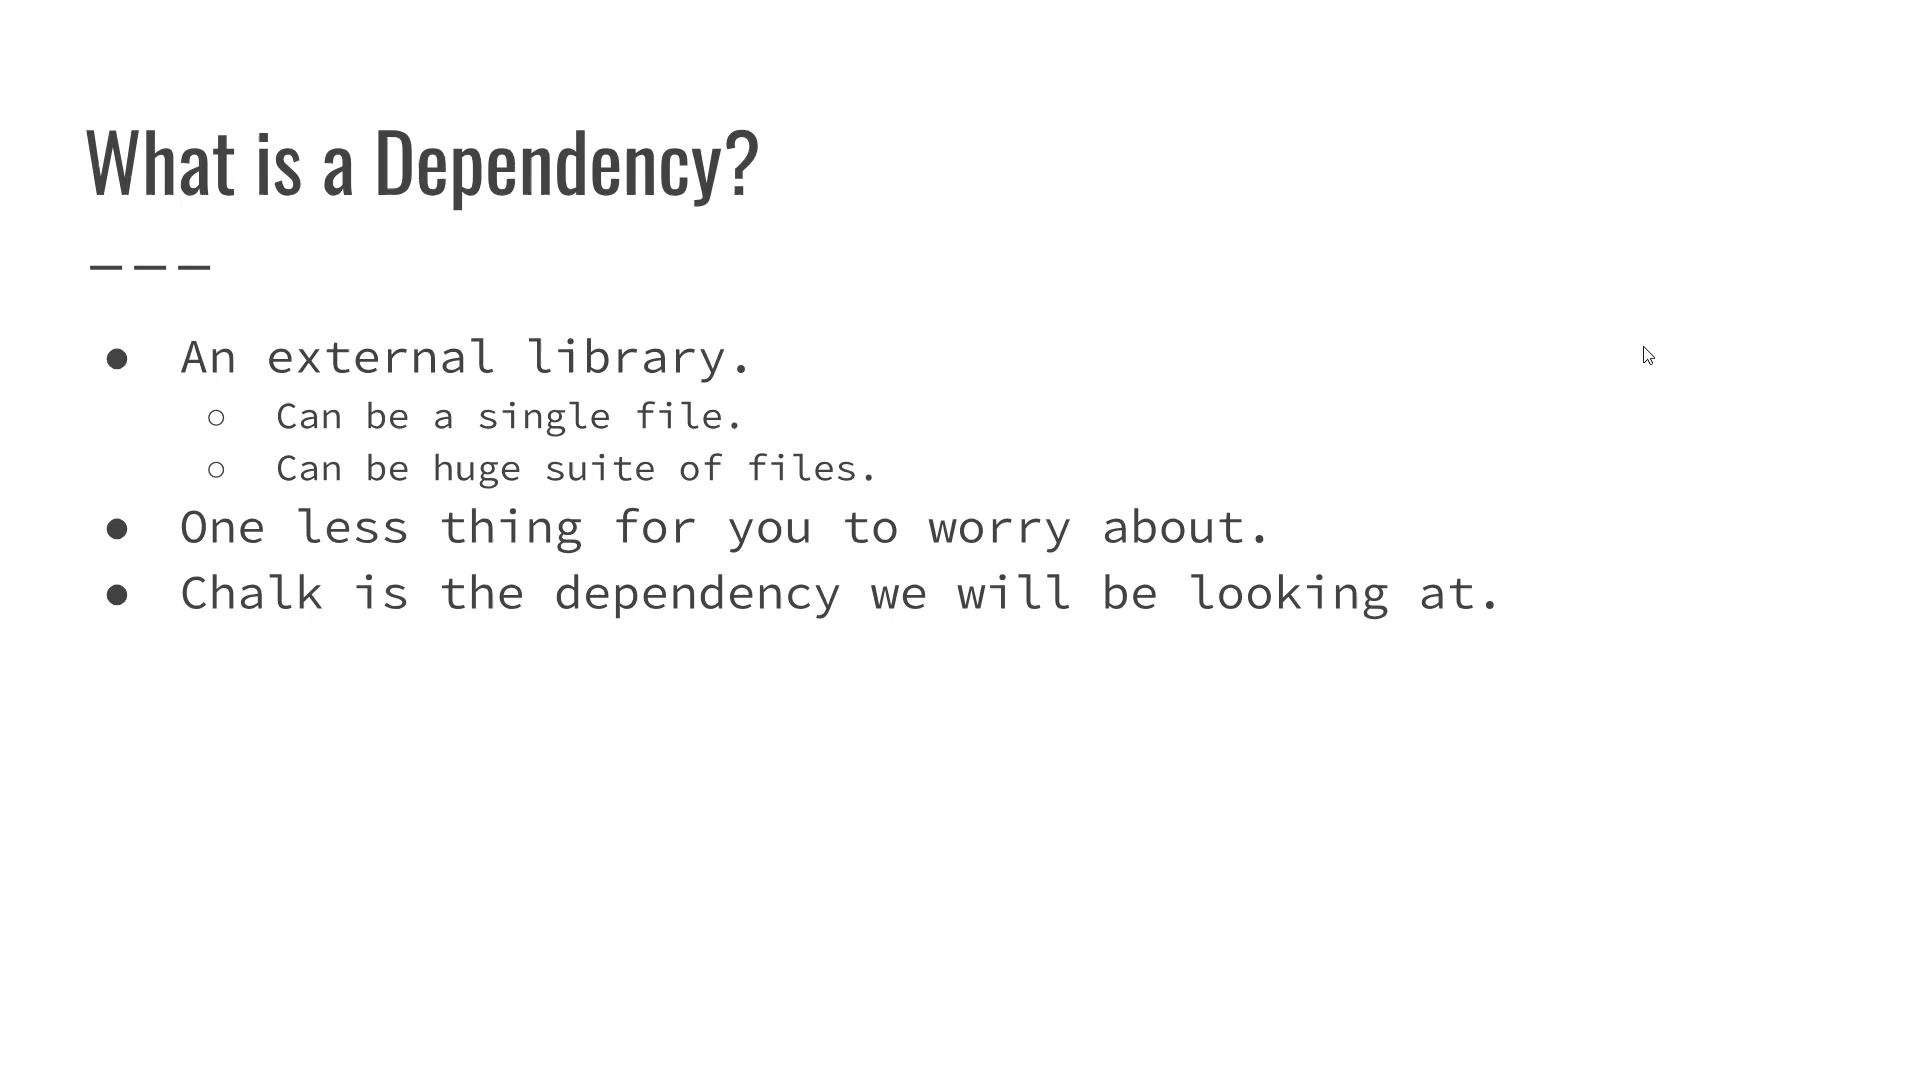 What is a Dependency?
● An external library.
○ Can be a single file.
○ Can be huge suite of files.
● One less thing for you to worry about.
● Chalk is the dependency we will be looking at.